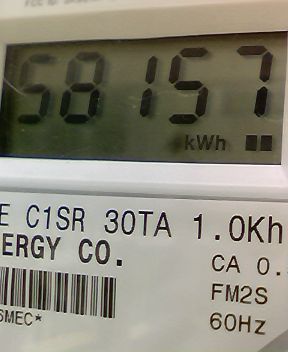 58157
kWh
E C1SR 30TA 1.0Kh
ERGY CO.
CA 0.
FM2S
SMEC*
60Hz